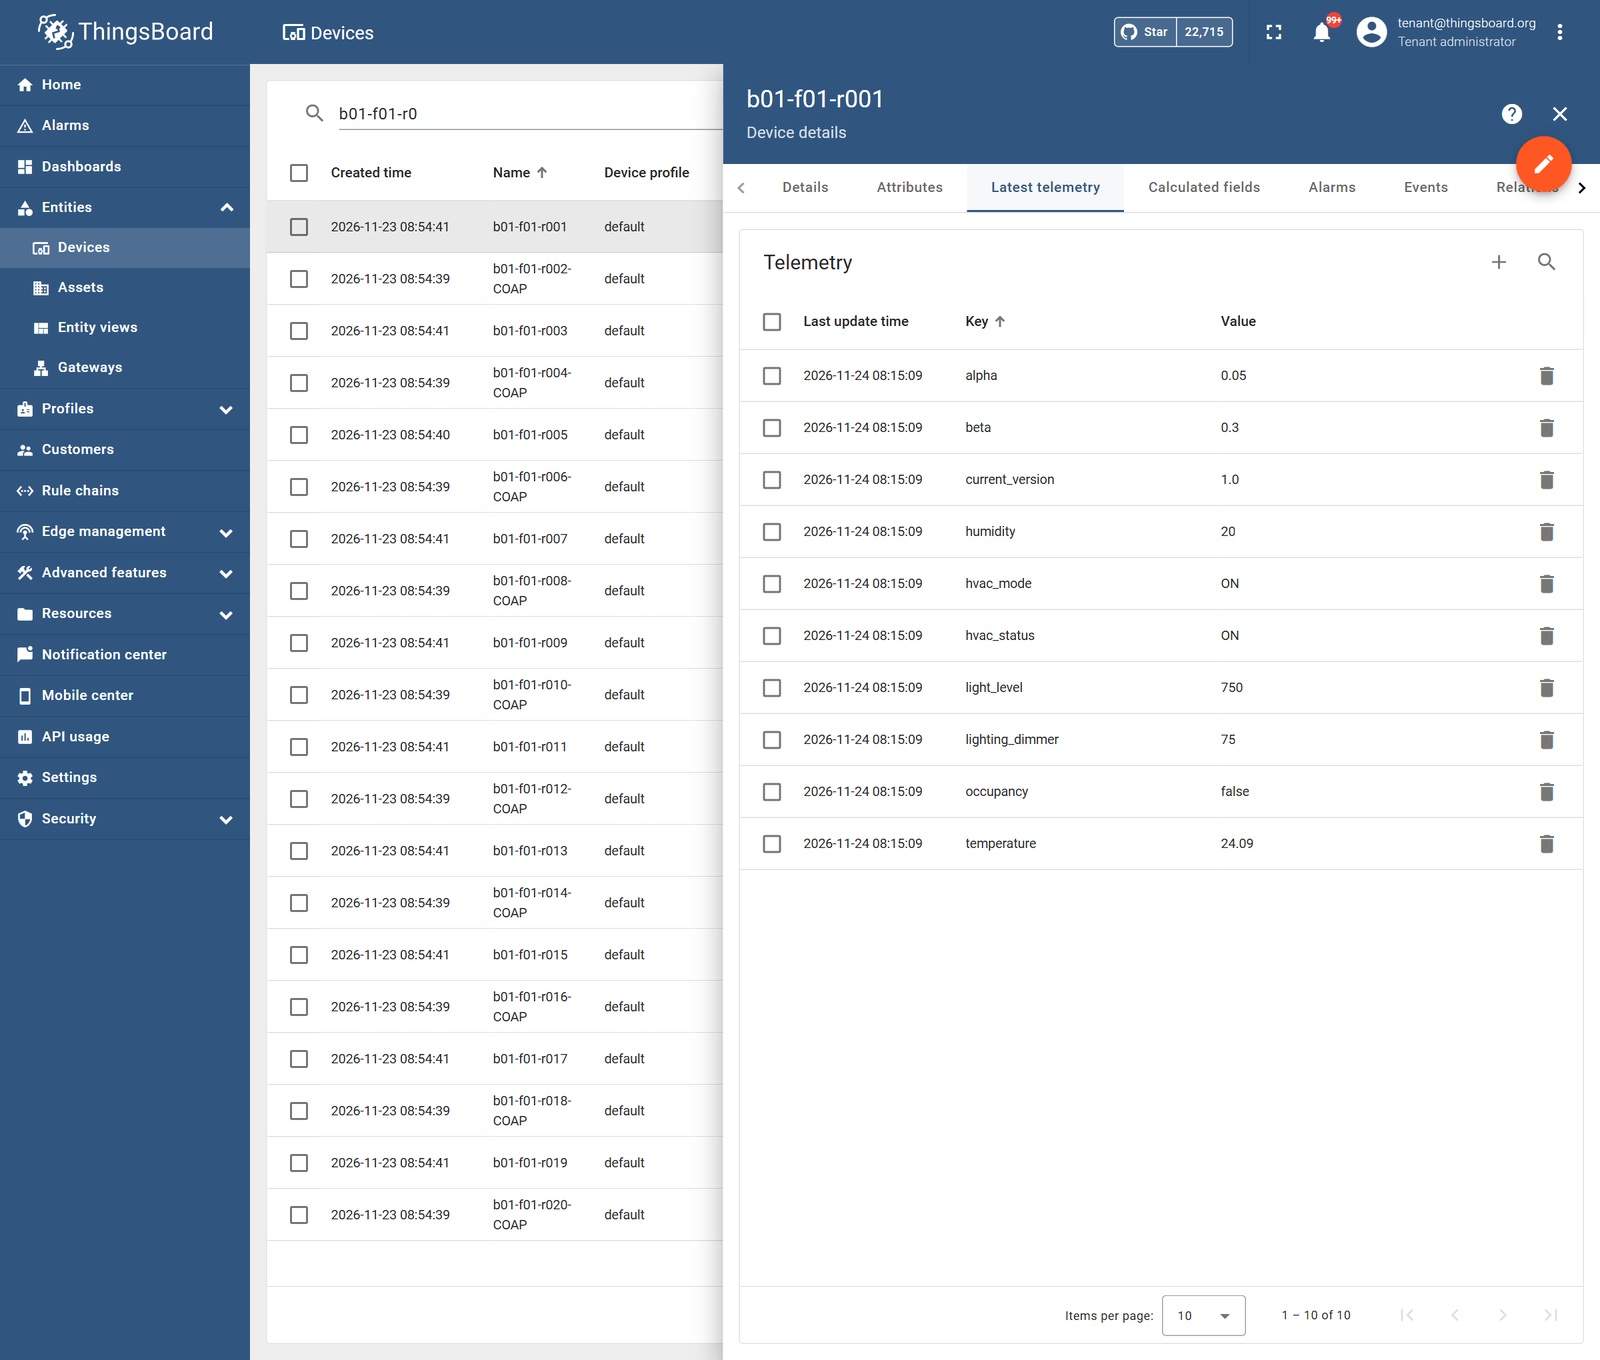 ThingsBoard
Devices
Star 22,715
99+
tenant@thingsboard.org
Tenant administrator
Home
Alarms
Dashboards
Entities
Devices
Assets
Entity views
Gateways
Profiles
Customers
Rule chains
Edge management
Advanced features
Resources
Notification center
Mobile center
API usage
Settings
Security
b01-f01-r0
Created time Name Device profile
2026-11-23 08:54:41 b01-f01-r001 default
2026-11-23 08:54:39 b01-f01-r002-
COAP default
2026-11-23 08:54:41 b01-f01-r003 default
2026-11-23 08:54:39 b01-f01-r004-
COAP default
2026-11-23 08:54:40 b01-f01-r005 default
2026-11-23 08:54:39 b01-f01-r006-
COAP default
2026-11-23 08:54:41 b01-f01-r007 default
2026-11-23 08:54:39 b01-f01-r008-
COAP default
2026-11-23 08:54:41 b01-f01-r009 default
2026-11-23 08:54:39 b01-f01-r010-
COAP default
2026-11-23 08:54:41 b01-f01-r011 default
2026-11-23 08:54:39 b01-f01-r012-
COAP default
2026-11-23 08:54:41 b01-f01-r013 default
2026-11-23 08:54:39 b01-f01-r014-
COAP default
2026-11-23 08:54:41 b01-f01-r015 default
2026-11-23 08:54:39 b01-f01-r016-
COAP default
2026-11-23 08:54:41 b01-f01-r017 default
2026-11-23 08:54:39 b01-f01-r018-
COAP default
2026-11-23 08:54:41 b01-f01-r019 default
2026-11-23 08:54:39 b01-f01-r020-
COAP default
b01-f01-r001
Device details
Details Attributes Latest telemetry Calculated fields Alarms Events
Telemetry
Last update time Key Value
2026-11-24 08:15:09 alpha 0.05
2026-11-24 08:15:09 beta 0.3
2026-11-24 08:15:09 current_version 1.0
2026-11-24 08:15:09 humidity 20
2026-11-24 08:15:09 hvac_mode ON
2026-11-24 08:15:09 hvac_status ON
2026-11-24 08:15:09 light_level 750
2026-11-24 08:15:09 lighting_dimmer 75
2026-11-24 08:15:09 occupancy false
2026-11-24 08:15:09 temperature 24.09
Items per page: 10 1 – 10 of 10